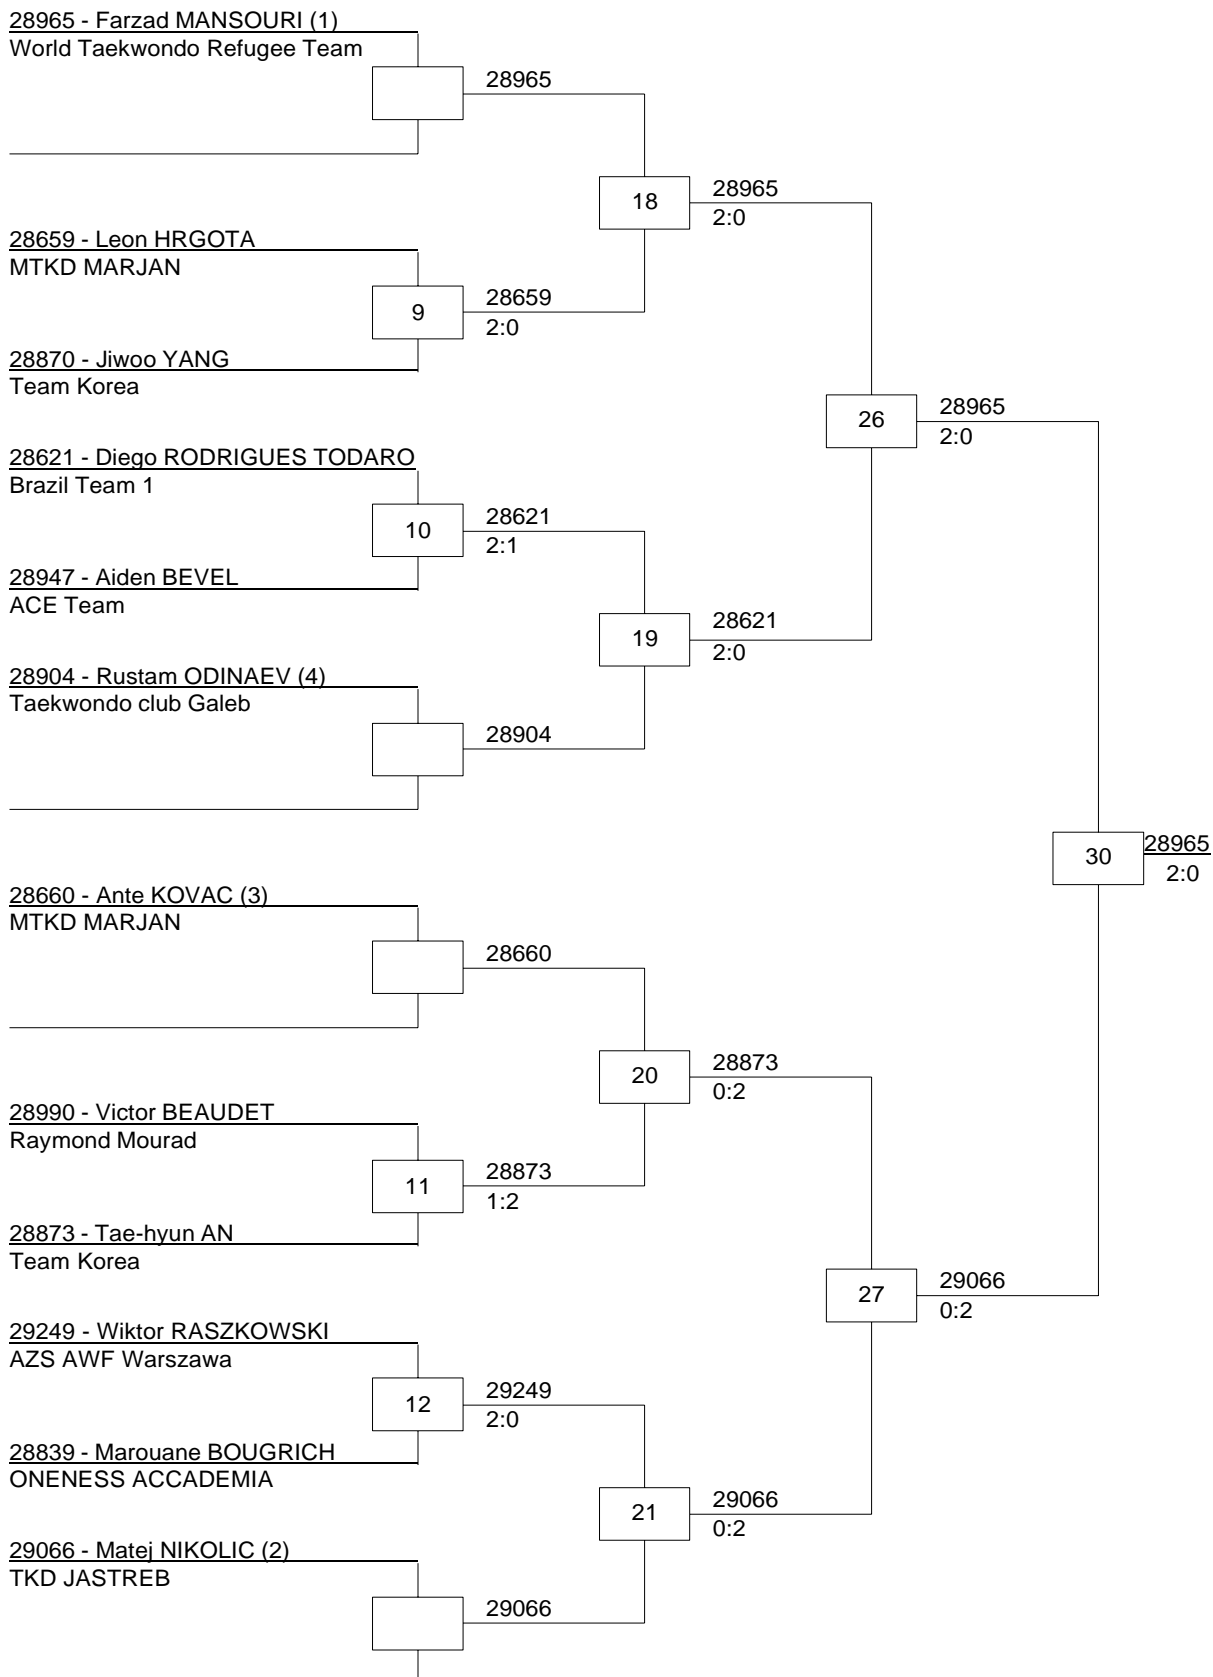 28965 - Farzad MANSOURI (1)
World Taekwondo Refugee Team
28965
18
28965
2:0
28659 - Leon HRGOTA
MTKD MARJAN
9
28659
2:0
28870 - Jiwoo YANG
Team Korea
26
28965
2:0
28621 - Diego RODRIGUES TODARO
Brazil Team 1
10
28621
2:1
28947 - Aiden BEVEL
ACE Team
19
28621
2:0
28904 - Rustam ODINAEV (4)
Taekwondo club Galeb
28904
30
28965
2:0
28660 - Ante KOVAC (3)
MTKD MARJAN
28660
20
28873
0:2
28990 - Victor BEAUDET
Raymond Mourad
11
28873
1:2
28873 - Tae-hyun AN
Team Korea
27
29066
0:2
29249 - Wiktor RASZKOWSKI
AZS AWF Warszawa
12
29249
2:0
28839 - Marouane BOUGRICH
ONENESS ACCADEMIA
21
29066
0:2
29066 - Matej NIKOLIC (2)
TKD JASTREB
29066